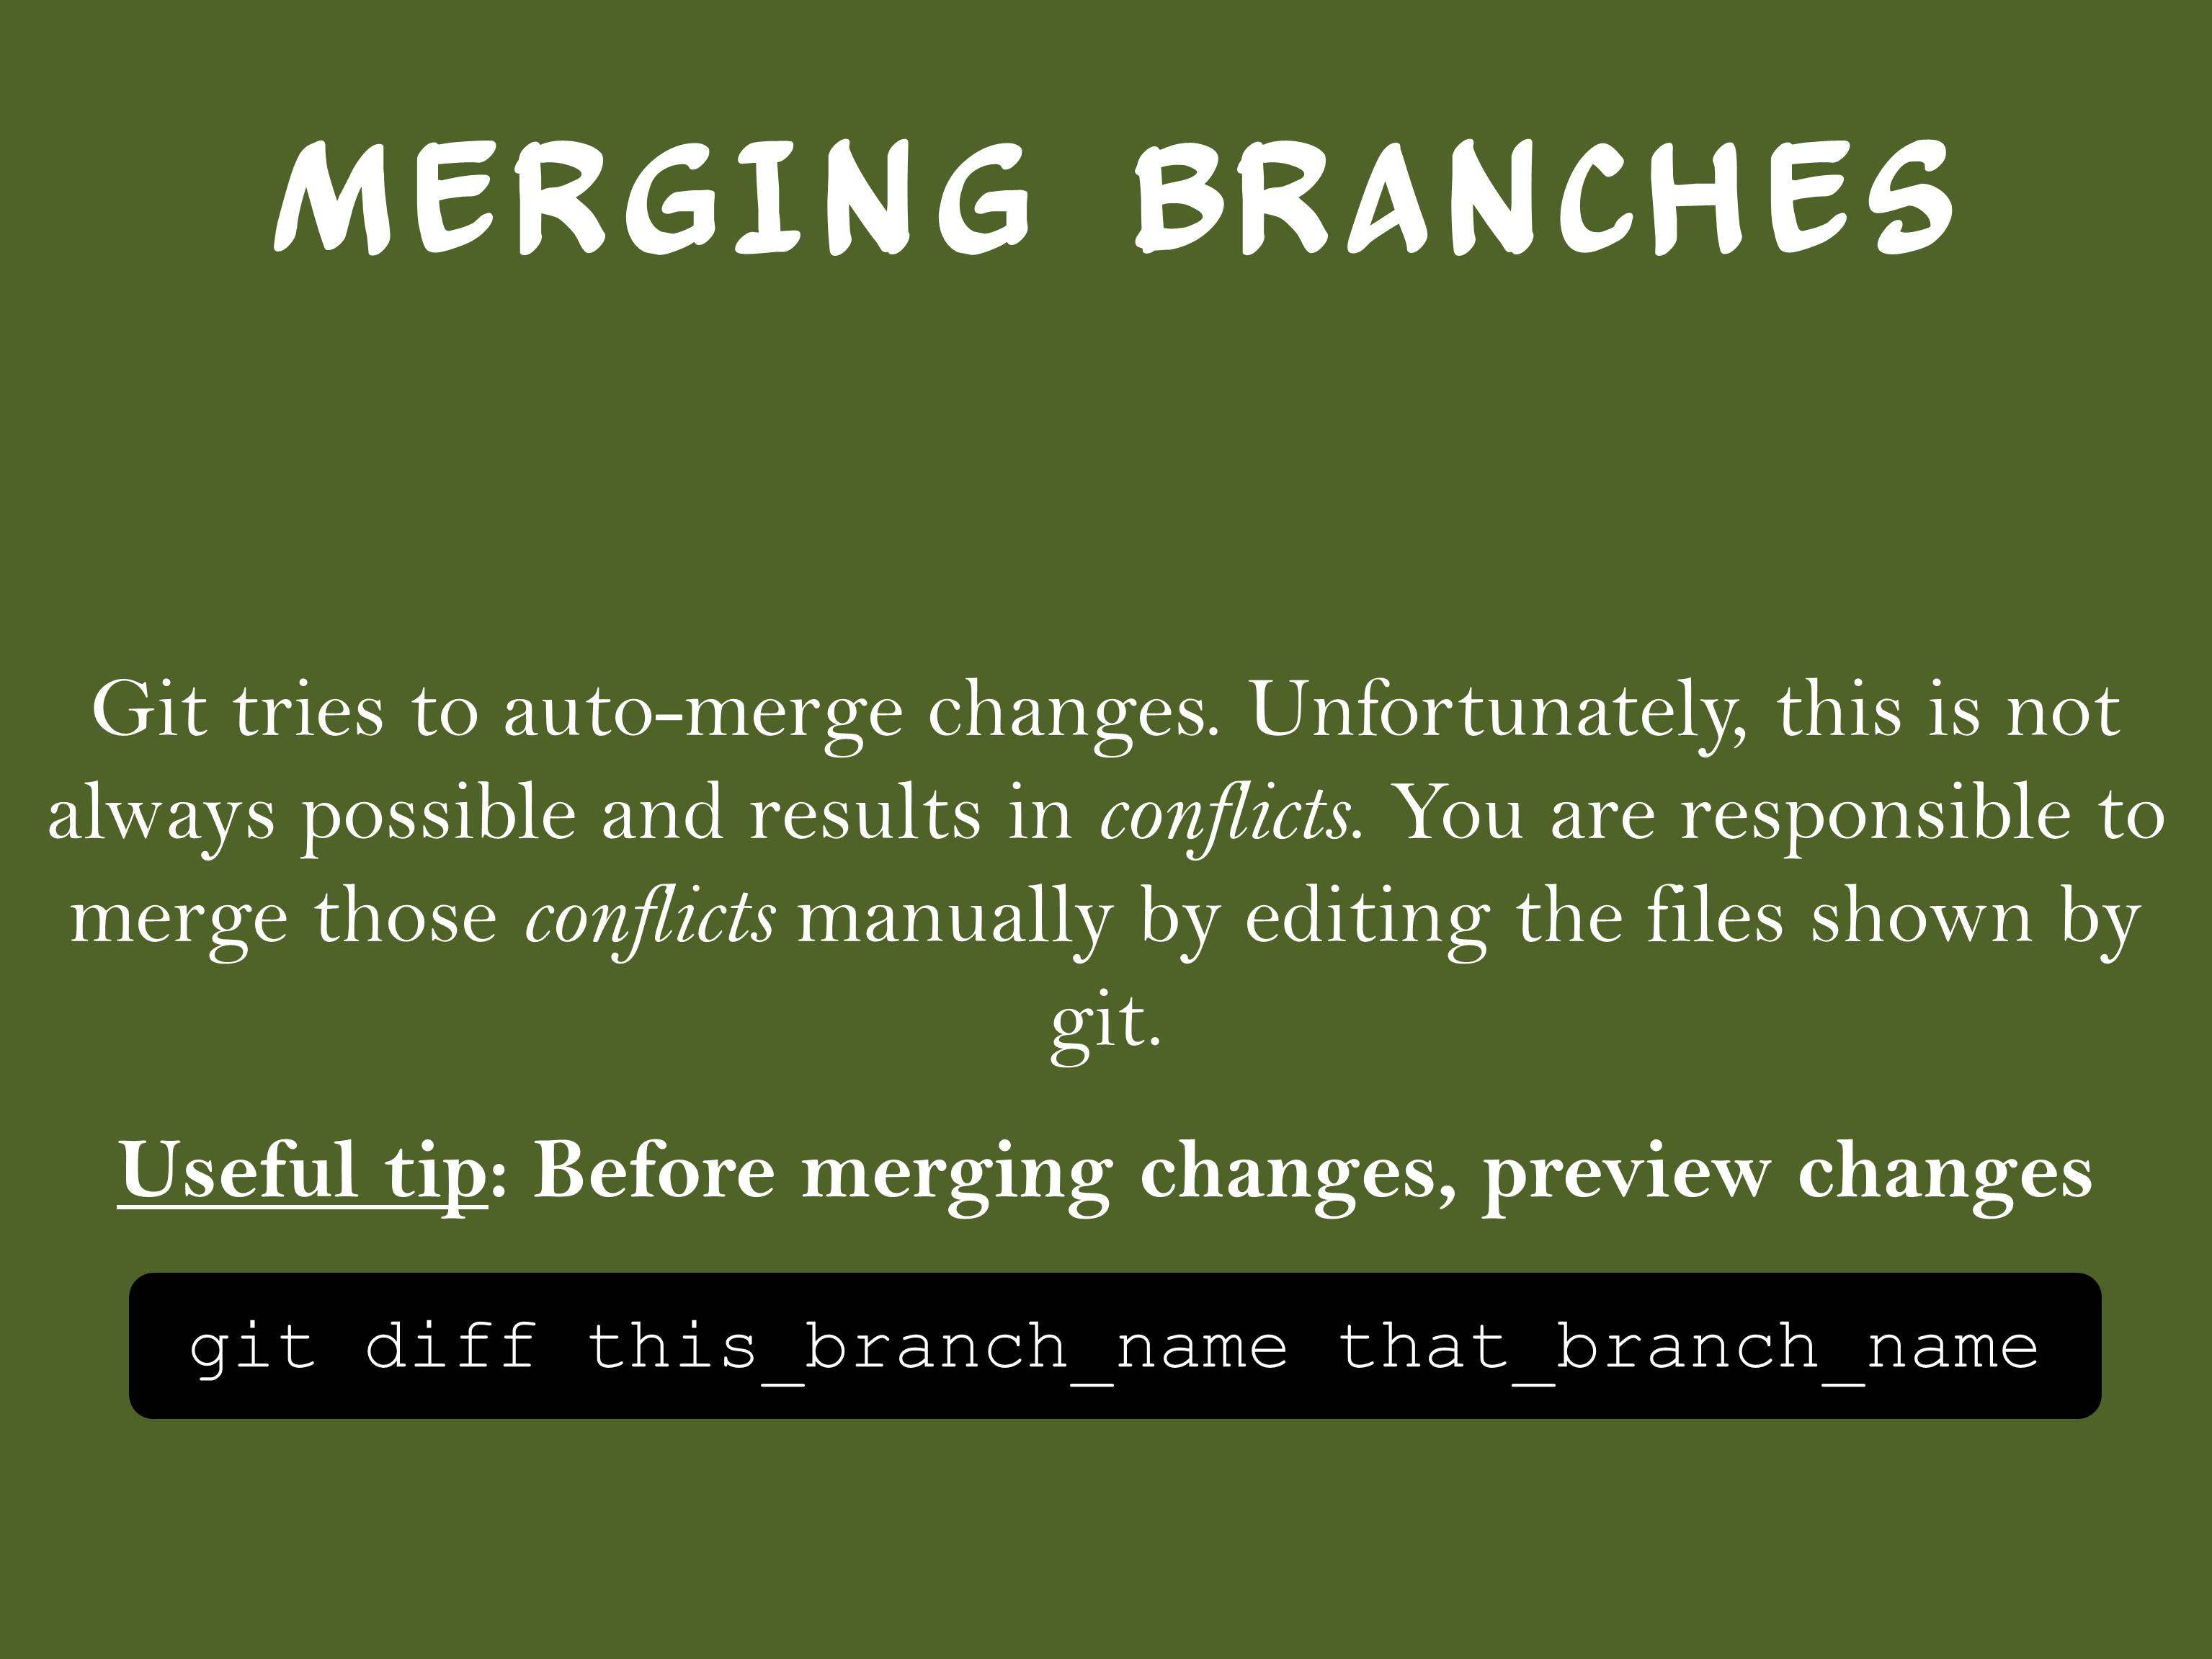 MERGING BRANCHES
Git tries to auto-merge changes. Unfortunately, this is not
always possible and results in conflicts. You are responsible to
merge those conflicts manually by editing the files shown by
git.
Useful tip: Before merging changes, preview changes
git diff this_branch_name that_branch_name